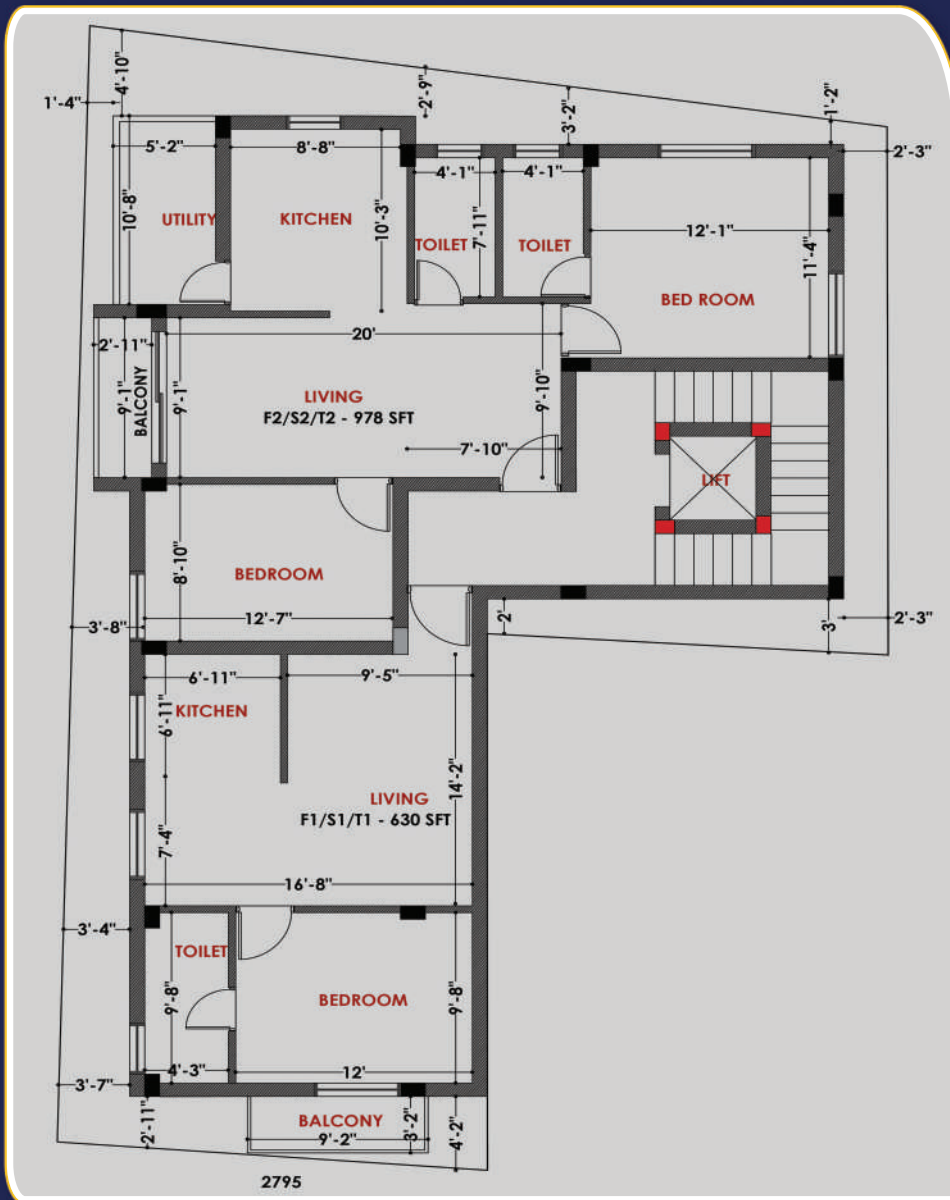 4'-10"
1'-4"
2'-9"
3'-2"
1'-2"
2'-3"
5'-2"
8'-8"
4'-1"
4'-1"
10'-8"
UTILITY
KITCHEN
10'-3"
TOILET
7'-11"
TOILET
12'-1"
11'-4"
BED ROOM
20'
2'-11"
9'-1"
BALCONY
9'-1"
LIVING
F2/S2/T2 - 978 SFT
9'-10"
7'-10"
LIFT
8'-10"
BEDROOM
12'-7"
3'-8"
2'
3'
2'-3"
6'-11"
9'-5"
6'-11"
KITCHEN
14'-2"
LIVING
F1/S1/T1 - 630 SFT
7'-4"
16'-8"
3'-4"
TOILET
9'-8"
BEDROOM
9'-8"
4'-3"
12'
3'-7"
2'-11"
BALCONY
9'-2"
3'-2"
4'-2"
2795